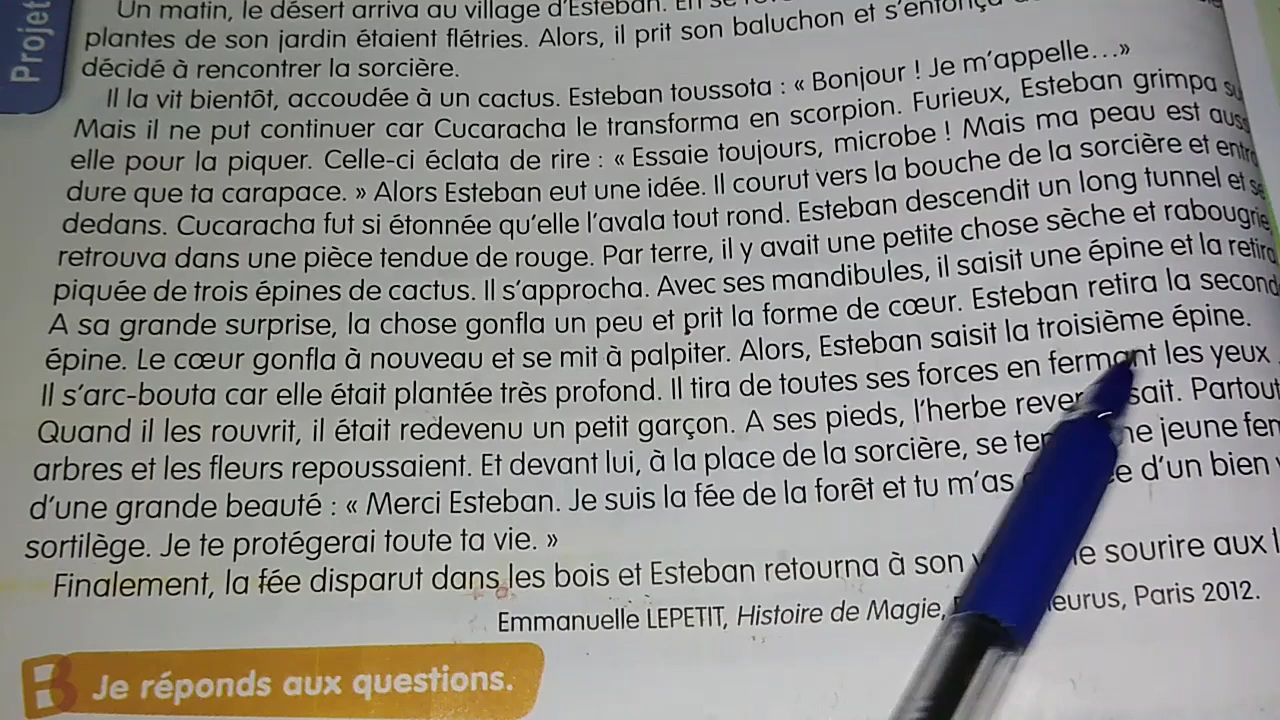 Projet
Un matin, le désert arriva au village d'Esteban.
plantes de son jardin étaient flétries. Alors, il prit son baluchon et s'enfonça
décidé à rencontrer la sorcière.
Il la vit bientôt, accoudée à un cactus. Esteban toussota : « Bonjour ! Je m'appelle...»
Mais il ne put continuer car Cucaracha le transforma en scorpion. Furieux, Esteban grimpa
elle pour la piquer. Celle-ci éclata de rire : « Essaie toujours, microbe ! Mais ma peau est
dure que ta carapace. » Alors Esteban eut une idée. Il courut vers la bouche de la sorcière et
dedans. Cucaracha fut si étonnée qu'elle l'avala tout rond. Esteban descendit un long tunnel et
retrouva dans une pièce tendue de rouge. Par terre, il y avait une petite chose sèche et rabougrie
piquée de trois épines de cactus. Il s'approcha. Avec ses mandibules, il saisit une épine et la retira
A sa grande surprise, la chose gonfla un peu et prit la forme de cœur. Esteban retira la second
épine. Le cœur gonfla à nouveau et se mit à palpiter. Alors, Esteban saisit la troisième épine.
Il s'arc-bouta car elle était plantée très profond. Il tira de toutes ses forces en fermant les yeux
Quand il les rouvrit, il était redevenu un petit garçon. A ses pieds, l'herbe sait. Partout
arbres et les fleurs repoussaient. Et devant lui, à la place de la sorcière, se jeune
d'une grande beauté : « Merci Esteban. Je suis la fée de la forêt et tu m'as d'un bien
sortilège. Je te protégerai toute ta vie. »
Finalement, la fée disparut dans les bois et Esteban retourna à son sourire aux
Emmanuelle LEPETIT, Histoire de Magie, eurus, Paris 2012.
B Je réponds aux questions.